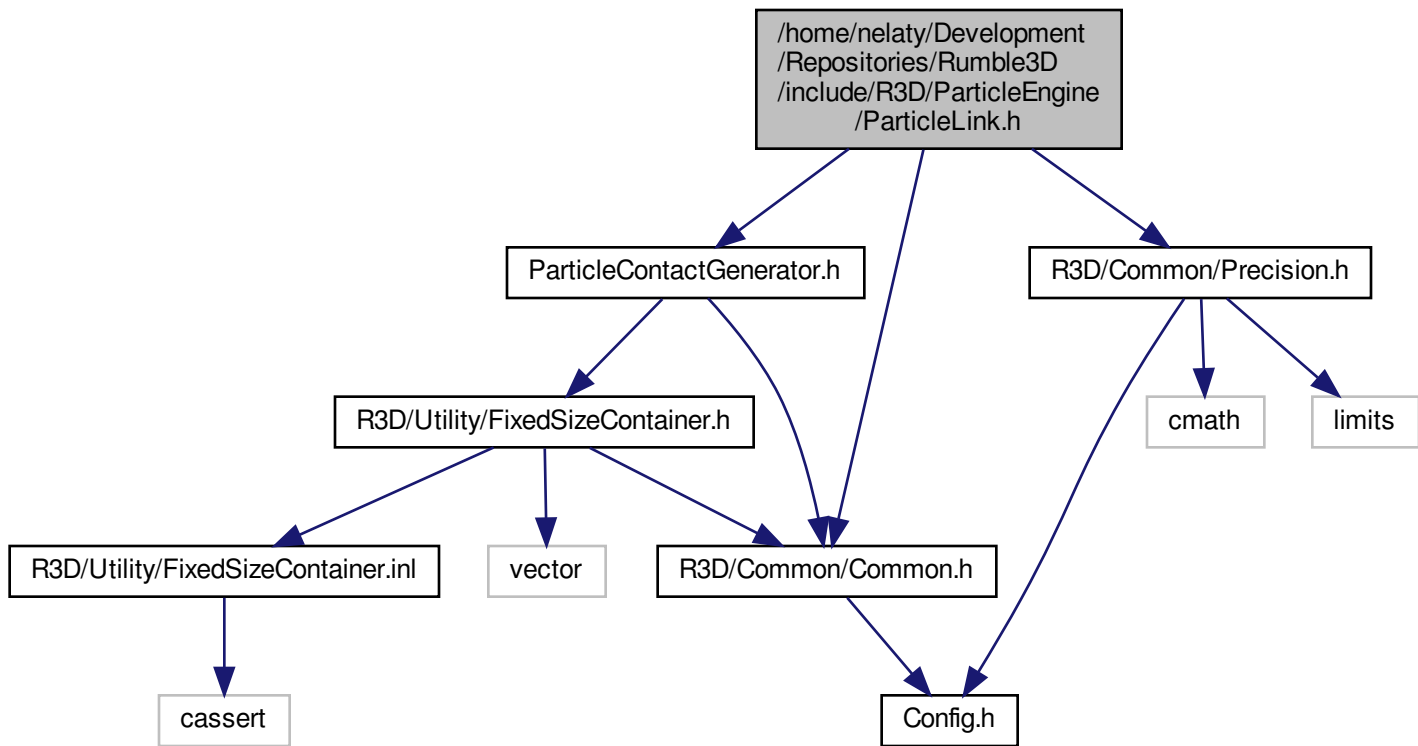 /home/nelaty/Development
/Repositories/Rumble3D
/include/R3D/ParticleEngine
/ParticleLink.h
ParticleContactGenerator.h
R3D/Common/Precision.h
R3D/Utility/FixedSizeContainer.h
cmath
limits
R3D/Utility/FixedSizeContainer.inl
vector
R3D/Common/Common.h
cassert
Config.h